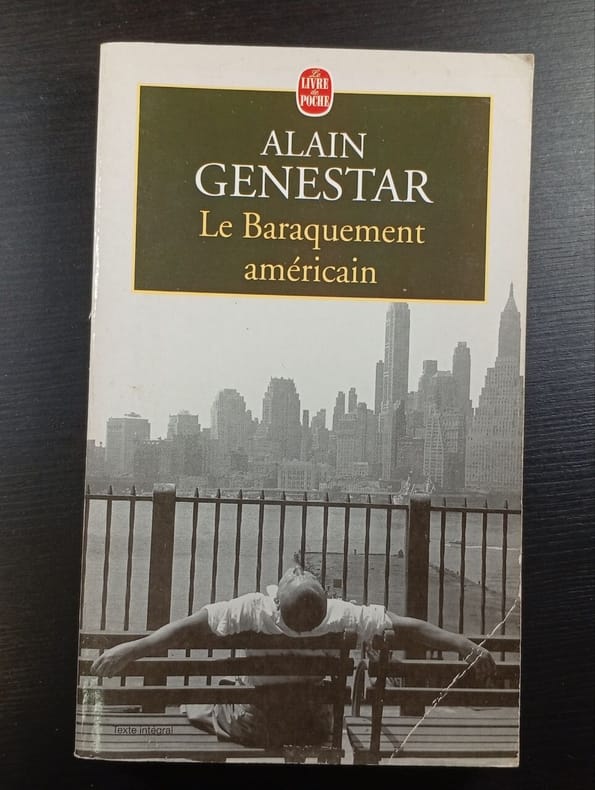 Le
LIVRE
de
POCHE
ALAIN
GENESTAR
Le Baraquement
américain
Texte intégral